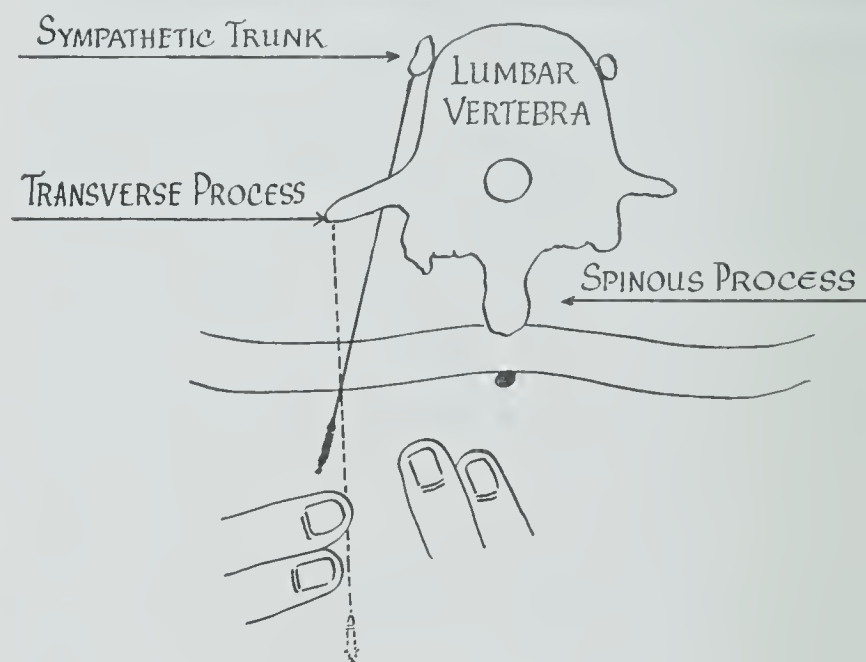 SYMPATHETIC TRUNK
LUMBAR
VERTEBRA
TRANSVERSE PROCESS
SPINOUS PROCESS